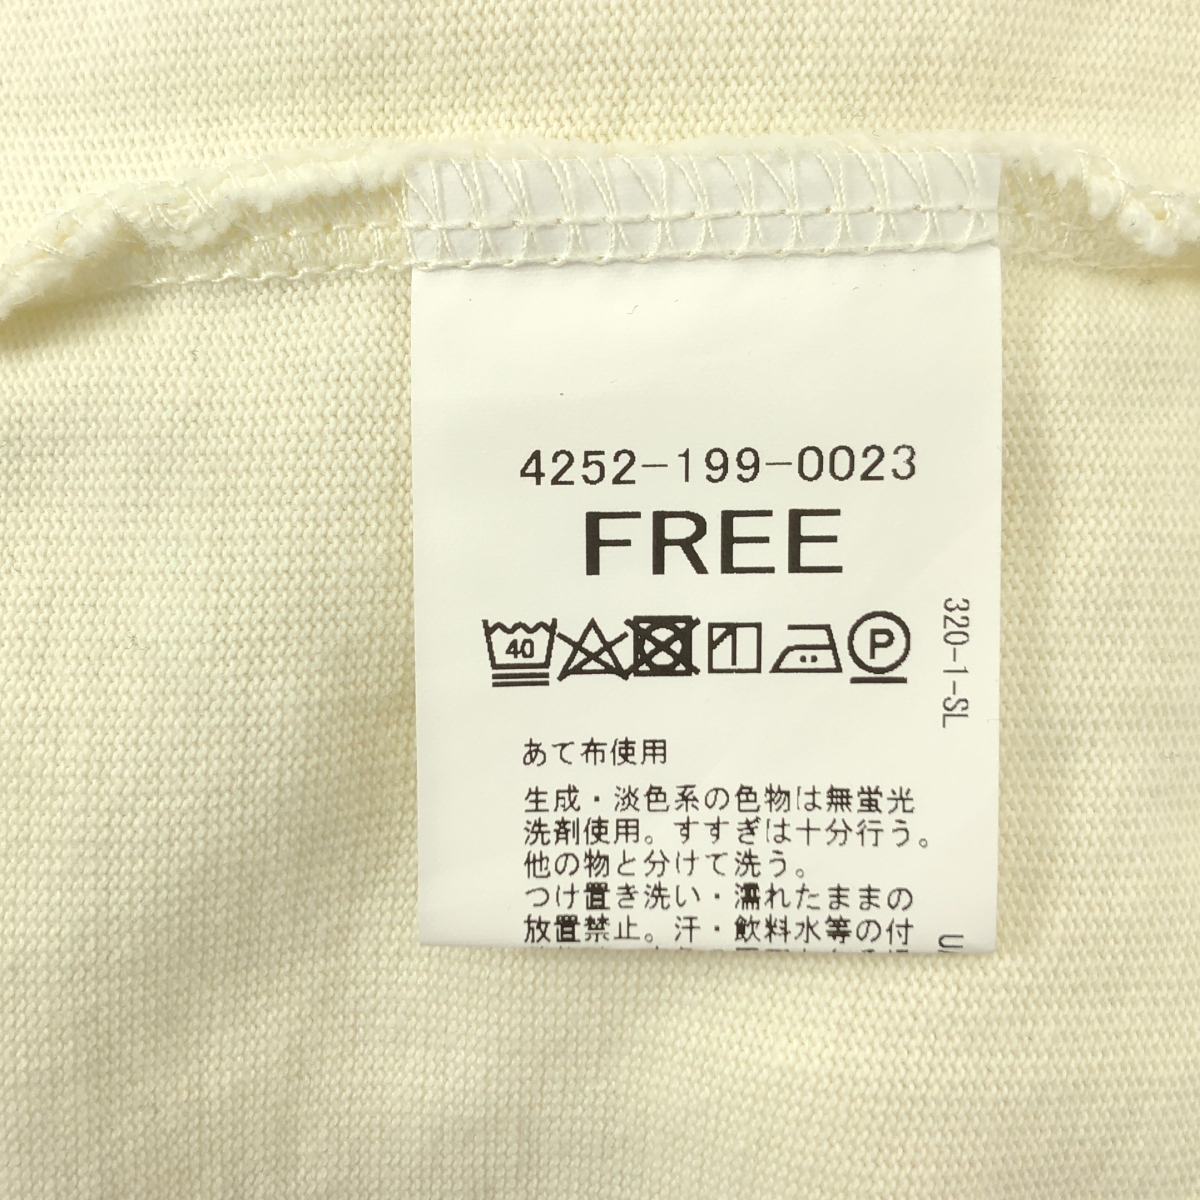 4252-199-0023
FREE
40
P
320-1-SL
あて布使用
生成・淡色系の色物は無蛍光
洗剤使用。すすぎは十分行う。
他の物と分けて洗う。
つけ置き洗い・濡れたままの
放置禁止。汗・飲料水等の付